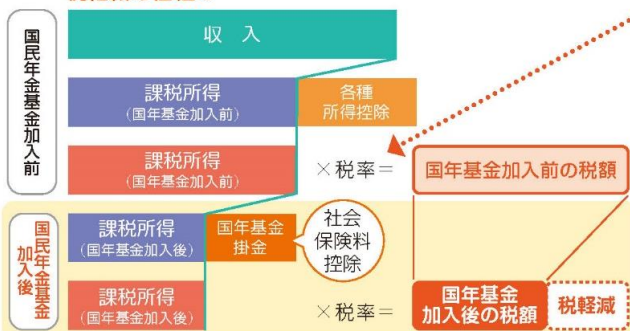 収入
国民年金基金加入前
課税所得
(国年基金加入前)
各種
所得控除
課税所得
(国年基金加入前)
×税率=
国年基金加入前の税額
国民年金基金
加入後
課税所得
(国年基金加入後)
国年基金
掛金
社会
保険料
控除
課税所得
(国年基金加入後)
×税率=
国年基金
加入後の税額
税軽減